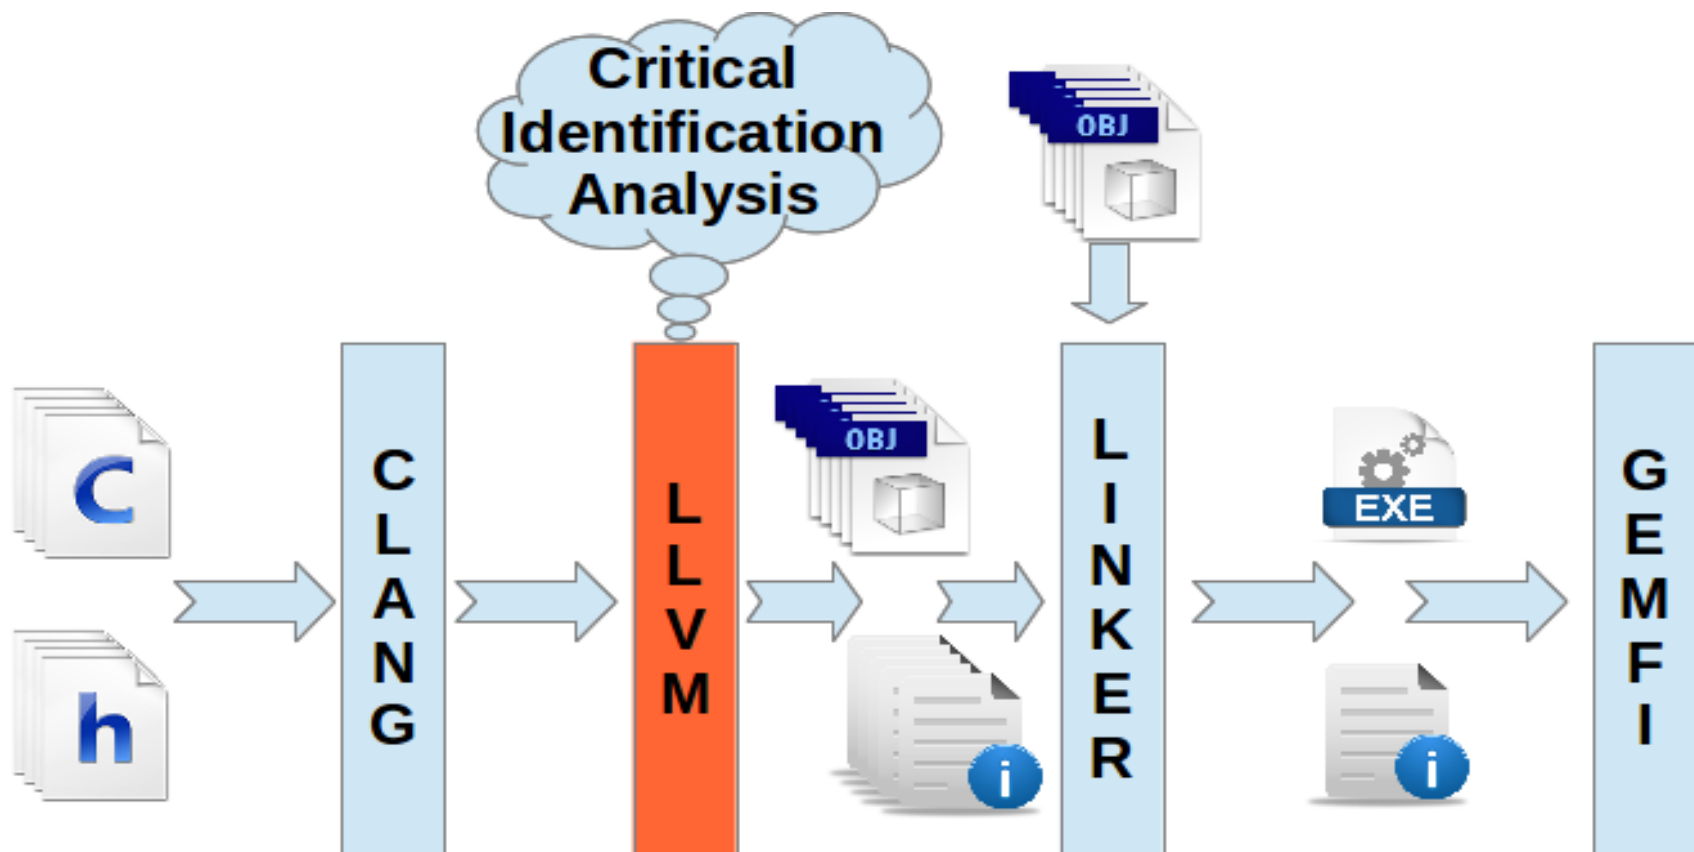 Critical
Identification
Analysis
OBJ
C
h
CLANG
LLVM
OBJ
i
LINKER
EXE
i
GEMFI